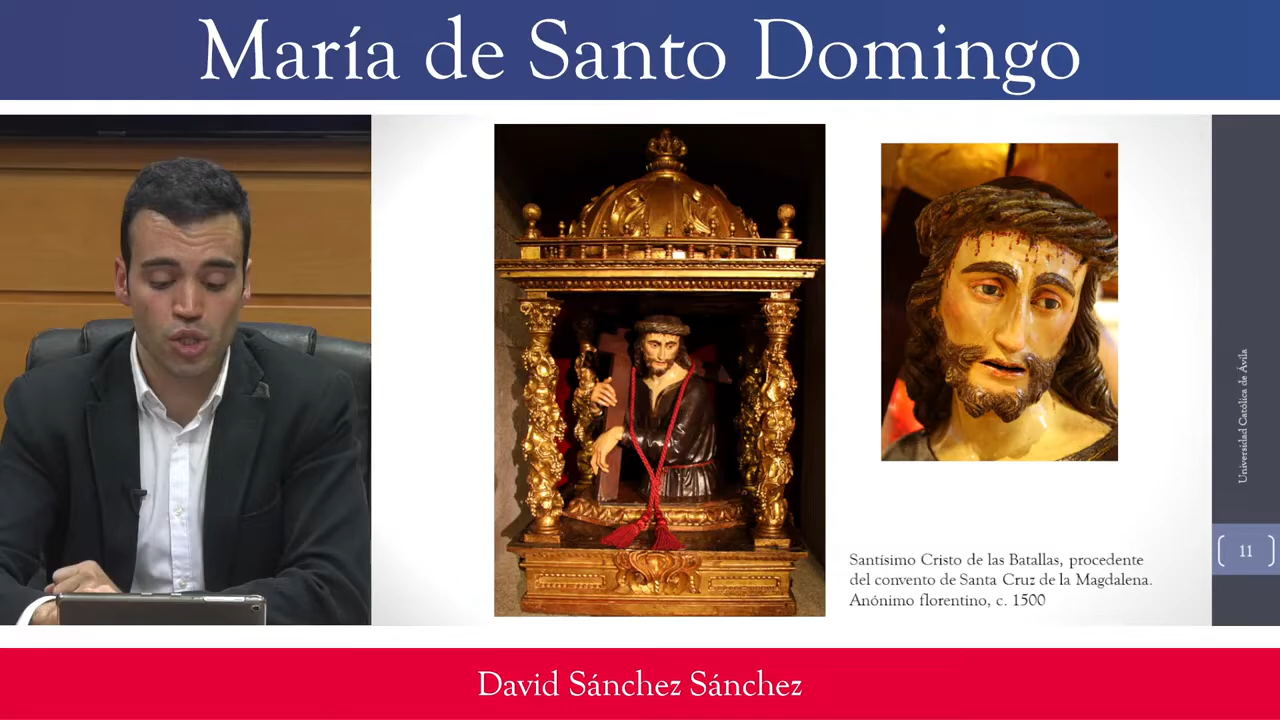 María de Santo Domingo
Santísimo Cristo de las Batallas, procedente
del convento de Santa Cruz de la Magdalena.
Anónimo florentino, c. 1500
Universidad Católica de Ávila
11
David Sánchez Sánchez